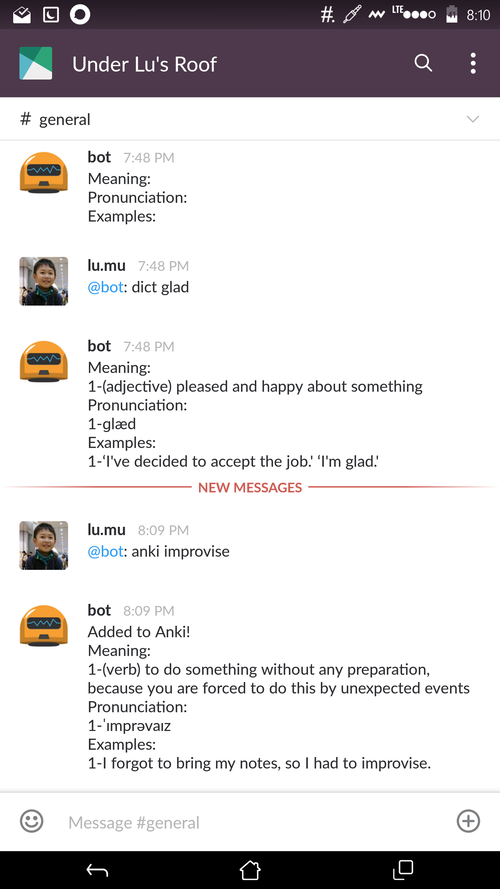 LTE 8:10
Under Lu's Roof
# general
bot 7:48 PM
Meaning:
Pronunciation:
Examples:
lu.mu 7:48 PM
@bot: dict glad
bot 7:48 PM
Meaning:
1-(adjective) pleased and happy about something
Pronunciation:
1-ɡlæd
Examples:
1-‘I've decided to accept the job.' ‘I'm glad.'
NEW MESSAGES
lu.mu 8:09 PM
@bot: anki improvise
bot 8:09 PM
Added to Anki!
Meaning:
1-(verb) to do something without any preparation,
because you are forced to do this by unexpected events
Pronunciation:
1-ˈɪmprəvaɪz
Examples:
1-I forgot to bring my notes, so I had to improvise.
Message #general